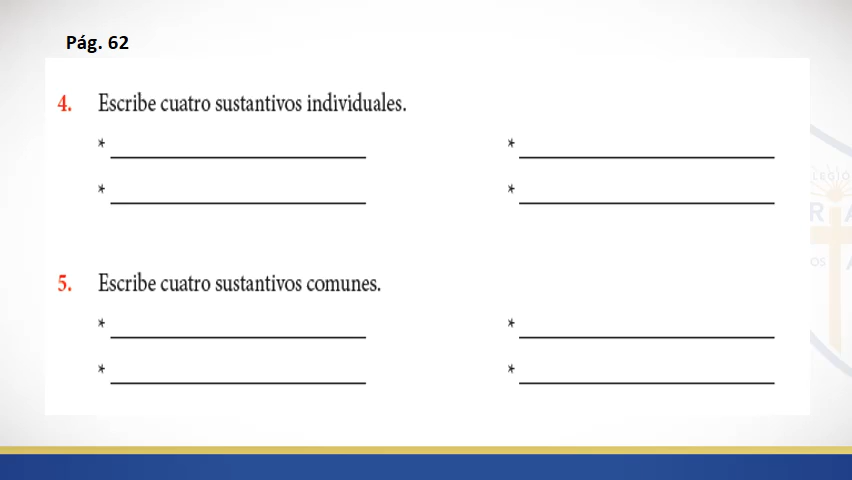 Pág. 62
4. Escribe cuatro sustantivos individuales.
* *
* *
5. Escribe cuatro sustantivos comunes.
* *
* *